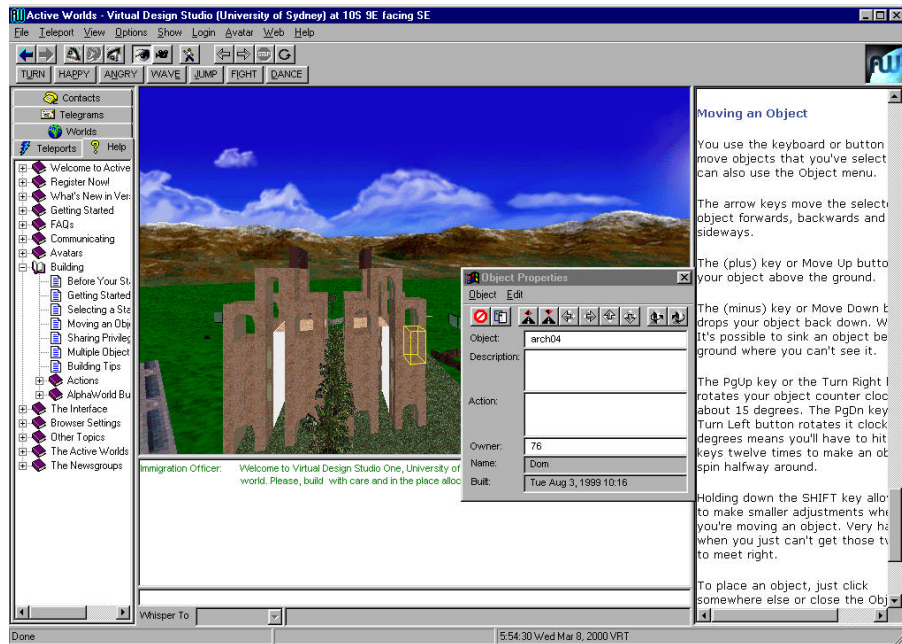 Active Worlds - Virtual Design Studio (University of Sydney) at 10S 9E facing SE
File Teleport View Options Show Login Avatar Web Help
TURN HAPPY ANGRY WAVE JUMP FIGHT DANCE
Contacts
Telegrams
Worlds
Teleports Help
Welcome to Active
Register Now!
What's New in Ver
Getting Started
FAQs
Communicating
Avatars
Building
Before Your St
Getting Started
Selecting a Sta
Moving an Obj
Sharing Privileg
Multiple Object
Building Tips
Actions
AlphaWorld Bu
The Interface
Browser Settings
Other Topics
The Active Worlds
The Newsgroups
Immigration Officer: Welcome to Virtual Design Studio One, University of
world. Please, build with care and in the place alloc
Whisper To
Object Properties
Object Edit
Object: arch04
Description:
Action:
Owner: 76
Name: Dom
Built: Tue Aug 3, 1999 10:16
Moving an Object
You use the keyboard or button
move objects that you've select
can also use the Object menu.
The arrow keys move the select
object forwards, backwards and
sideways.
The (plus) key or Move Up butto
your object above the ground.
The (minus) key or Move Down b
drops your object back down. W
It's possible to sink an object be
ground where you can't see it.
The PgUp key or the Turn Right
rotates your object counter cloc
about 15 degrees. The PgDn key
Turn Left button rotates it clock
degrees means you'll have to hit
keys twelve times to make an ob
spin halfway around.
Holding down the SHIFT key allo
to make smaller adjustments whe
you're moving an object. Very ha
when you just can't get those tv
to meet right.
To place an object, just click
somewhere else or close the Obj
Done
5:54:30 Wed Mar 8, 2000 VRT